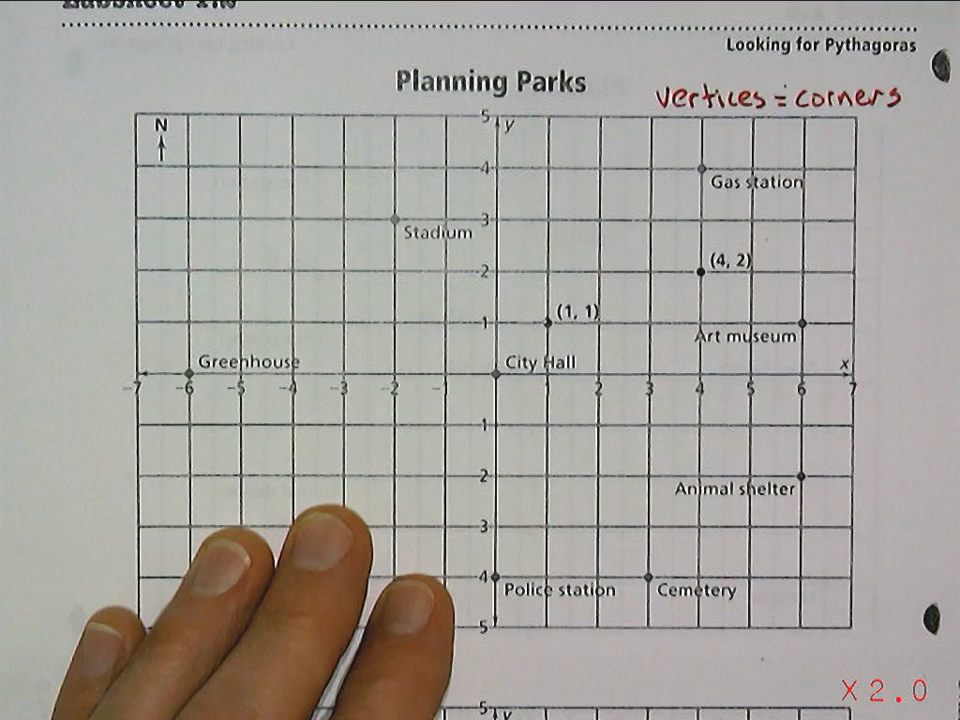 Looking for Pythagoras
Planning Parks
vertices = corners
N
5 y
4
Gas station
3
Stadium
(4, 2)
2
(1, 1)
1
Art museum
Greenhouse
City Hall
x
-7 -6 -5 -4 -3 -2 -1 2 3 4 5 6 7
1
2
Animal shelter
3
4
Police station
Cemetery
5
5 y
X2.0